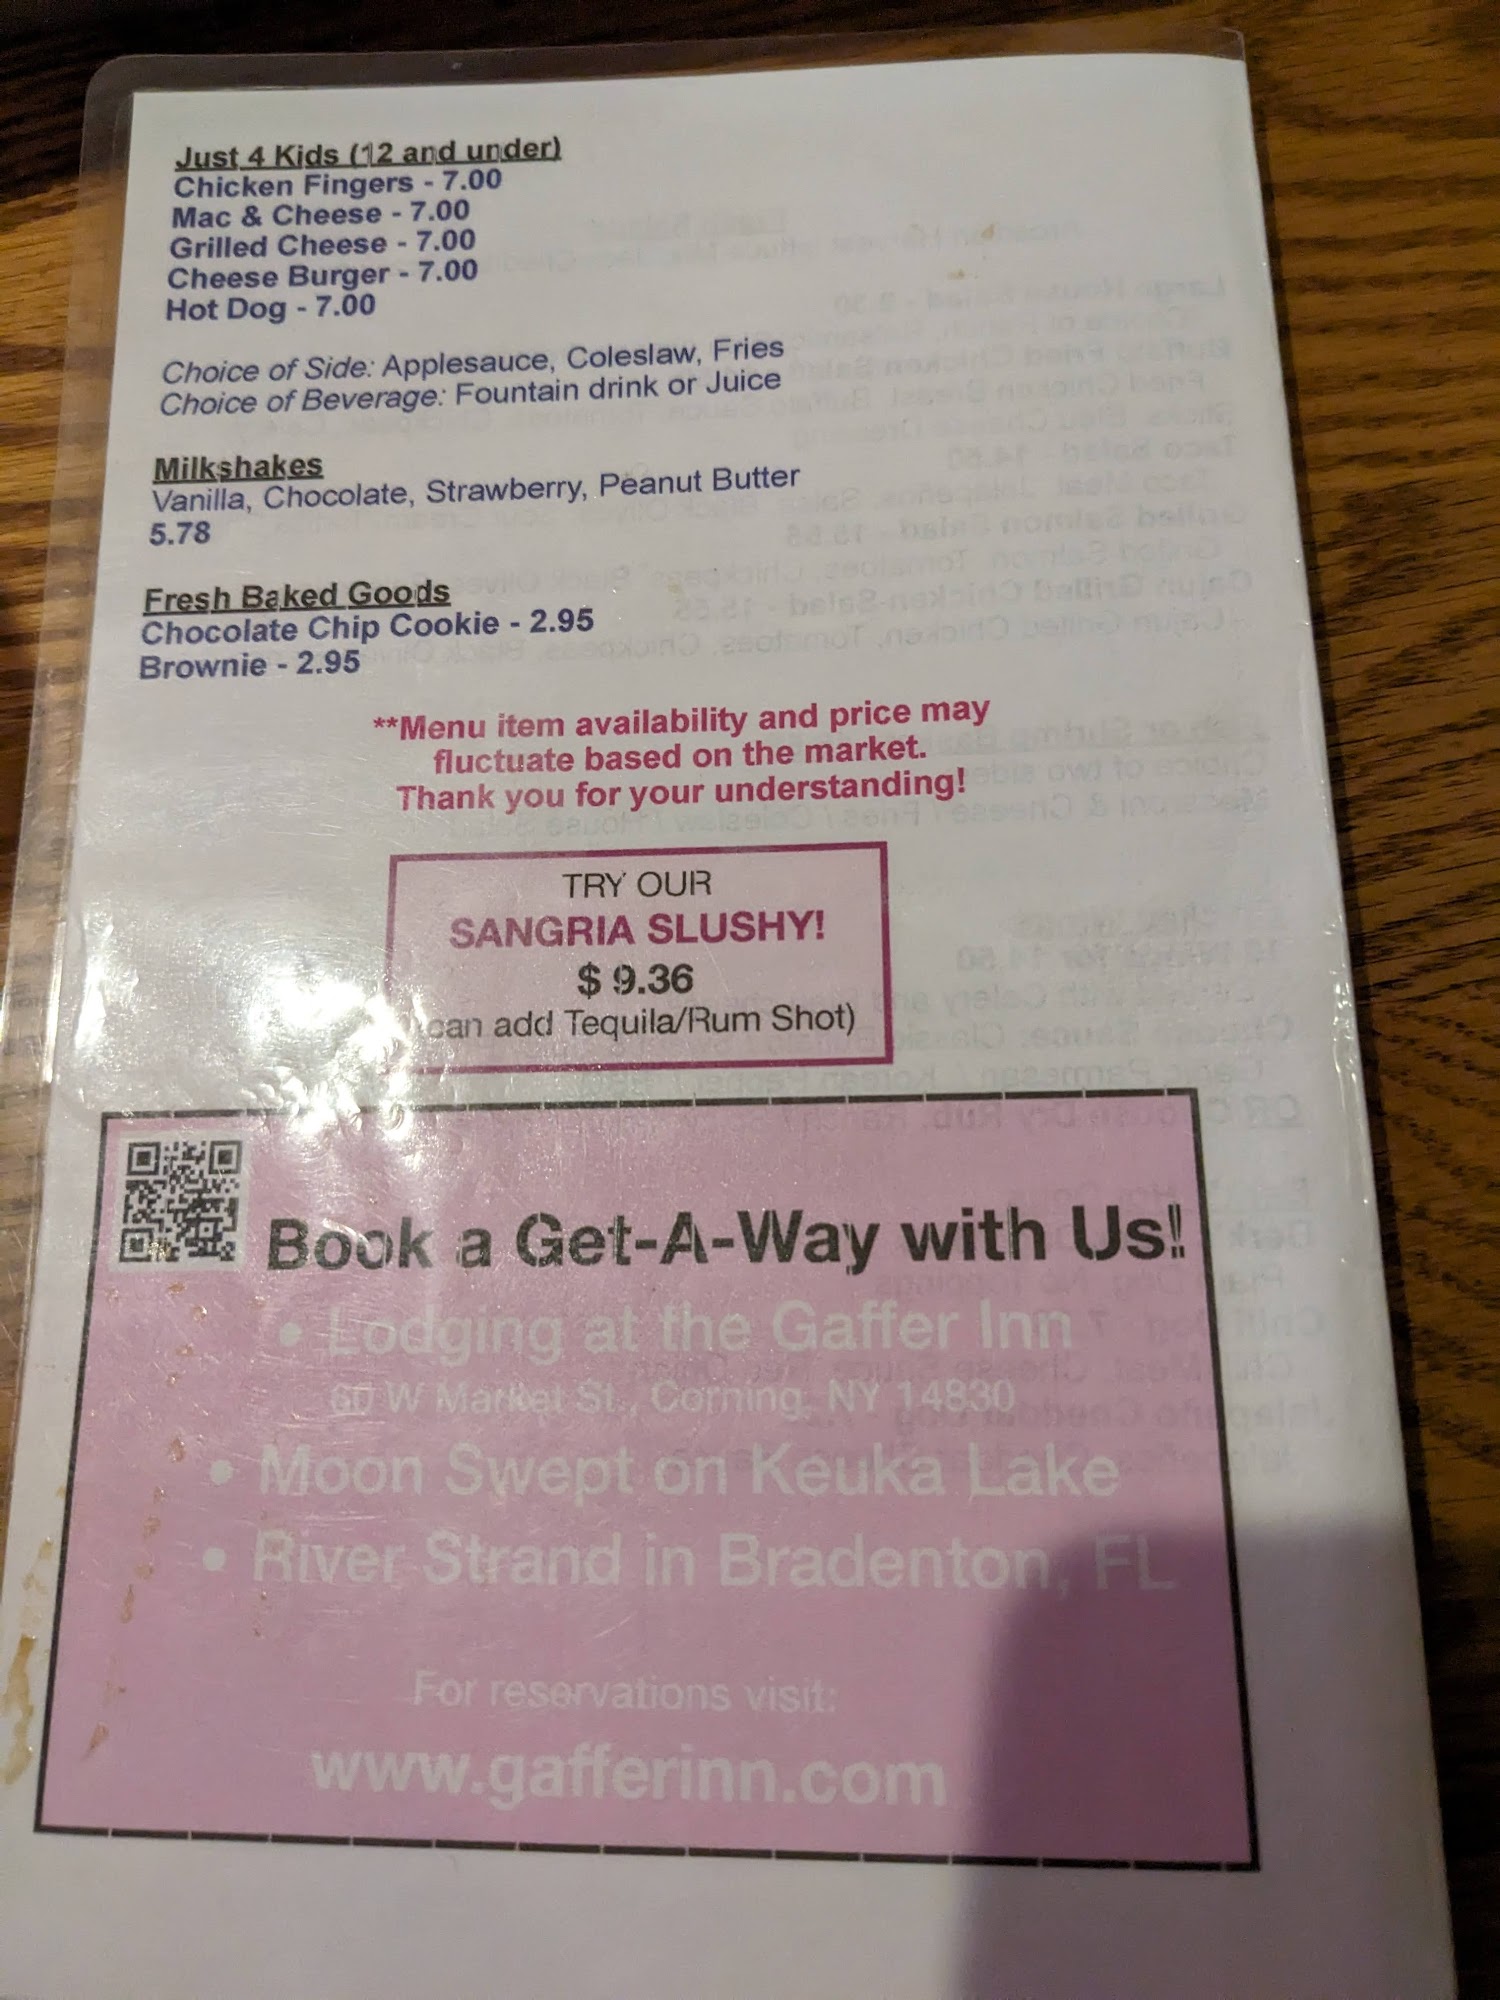 Just 4 Kids (12 and under)
Chicken Fingers - 7.00
Mac & Cheese - 7.00
Grilled Cheese - 7.00
Cheese Burger - 7.00
Hot Dog - 7.00
Choice of Side: Applesauce, Coleslaw, Fries
Choice of Beverage: Fountain drink or Juice
Milkshakes
Vanilla, Chocolate, Strawberry, Peanut Butter
5.78
Fresh Baked Goods
Chocolate Chip Cookie - 2.95
Brownie - 2.95
**Menu item availability and price may
fluctuate based on the market.
Thank you for your understanding!
TRY OUR
SANGRIA SLUSHY!
$ 9.36
can add Tequila/Rum Shot)
Book a Get-A-Way with Us!
• Lodging at the Gaffer Inn
60 W Market St., Corning, NY 14830
• Moon Swept on Keuka Lake
• River Strand in Bradenton, FL
For reservations visit:
www.gafferinn.com